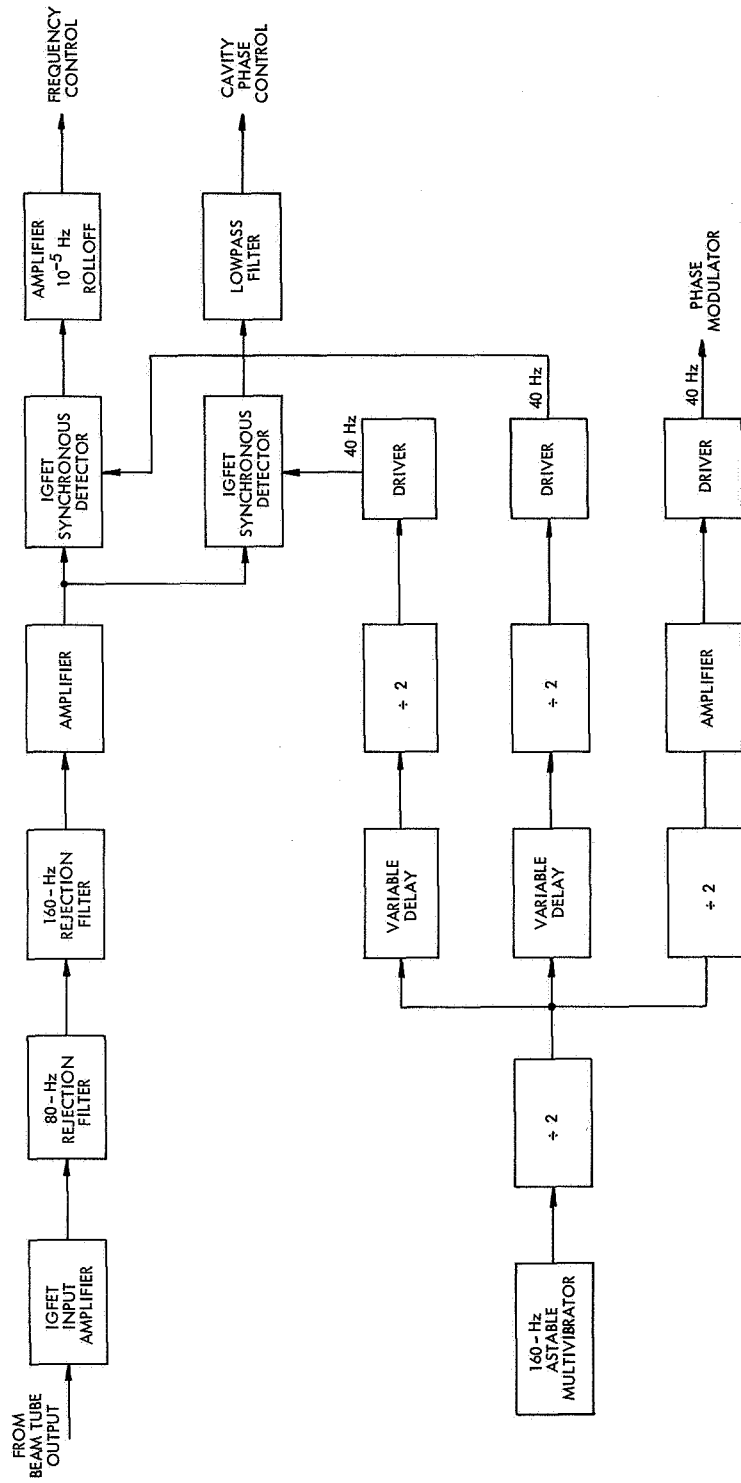 FROM
BEAM TUBE
OUTPUT
IGFET
INPUT
AMPLIFIER
80-Hz
REJECTION
FILTER
160-Hz
REJECTION
FILTER
AMPLIFIER
IGFET
SYNCHRONOUS
DETECTOR
AMPLIFIER
10⁻⁵ Hz
ROLLOFF
FREQUENCY
CONTROL
IGFET
SYNCHRONOUS
DETECTOR
LOWPASS
FILTER
CAVITY
PHASE
CONTROL
VARIABLE
DELAY
÷ 2
DRIVER
40 Hz
160-Hz
ASTABLE
MULTIVIBRATOR
÷ 2
VARIABLE
DELAY
÷ 2
DRIVER
40 Hz
÷ 2
AMPLIFIER
DRIVER
40 Hz
PHASE
MODULATOR